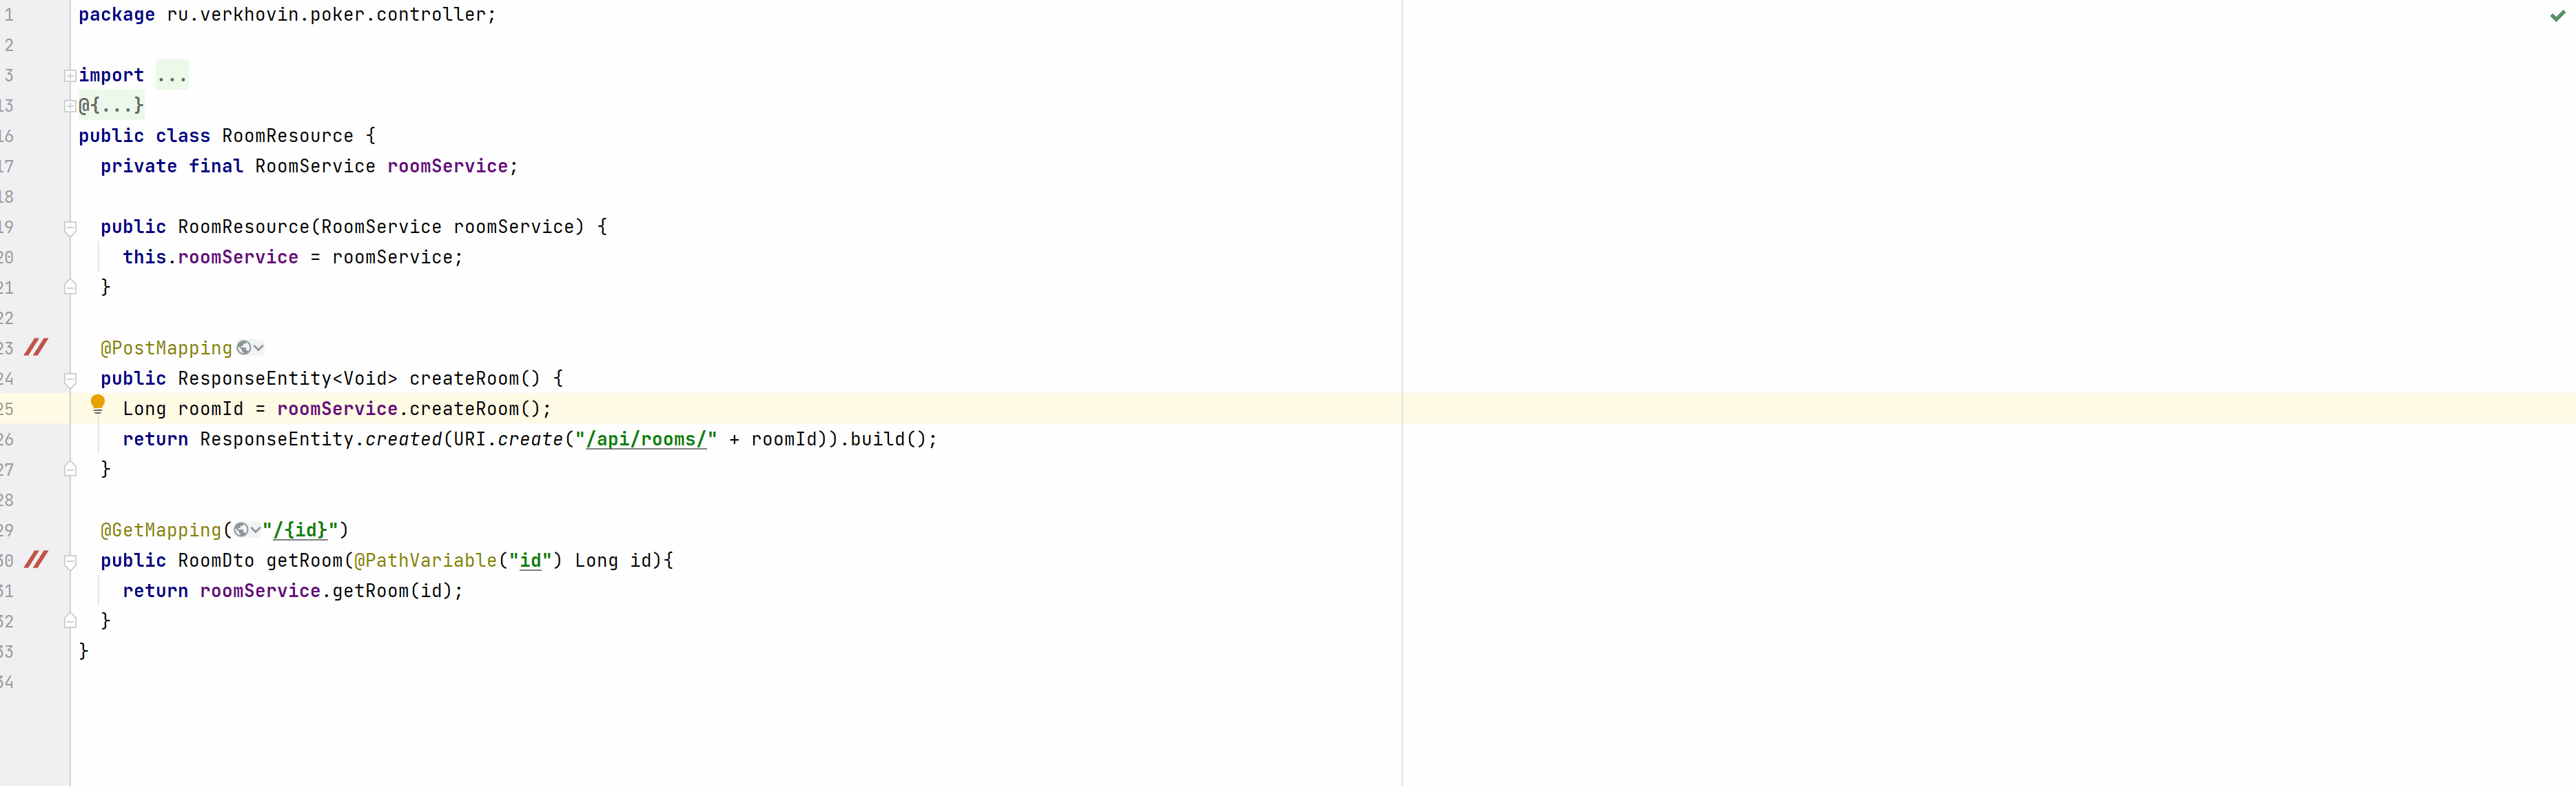 1 package ru.verkhovin.poker.controller;
2
3 import ...
13 @{...}
16 public class RoomResource {
17 private final RoomService roomService;
18
19 public RoomResource(RoomService roomService) {
20 this.roomService = roomService;
21 }
22
23 @PostMapping
24 public ResponseEntity<Void> createRoom() {
25 Long roomId = roomService.createRoom();
26 return ResponseEntity.created(URI.create("/api/rooms/" + roomId)).build();
27 }
28
29 @GetMapping("/{id}")
30 public RoomDto getRoom(@PathVariable("id") Long id){
31 return roomService.getRoom(id);
32 }
33 }
34